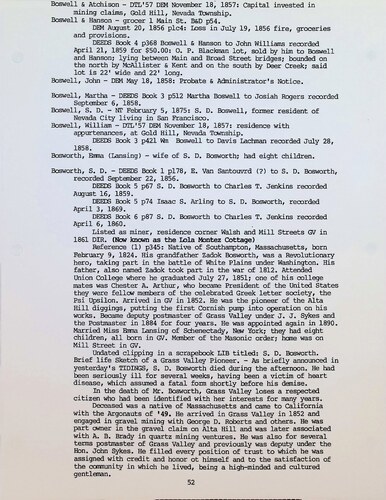 Boswell & Atchison - DTL'57 DEM November 18, 1857: Capital invested in
mining claims, Gold Hill, Nevada Township.
Boswell & Hanson - grocer 1 Main St. B&D p54.
DEM August 20, 1856 p1c4: Loss in July 19, 1856 fire, groceries
and provisions.
DEEDS Book 4 p368 Boswell & Hanson to John Williams recorded
April 21, 1859 for $50.00: O. P. Blackman lot, sold by him to Boswell
and Hanson; lying between Main and Broad Street bridges; bounded on
the north by McAllister & Kent and on the south by Deer Creek; said
lot is 22' wide and 22' long.
Boswell, John - DEM May 18, 1858: Probate & Administrator's Notice.
Boswell, Martha - DEEDS Book 3 p512 Martha Boswell to Josiah Rogers recorded
September 6, 1858.
Boswell, S. D. - NT February 5, 1875: S. D. Boswell, former resident of
Nevada City living in San Francisco.
Boswell, William - DTL'57 DEM November 18, 1857: residence with
appurtenances, at Gold Hill, Nevada Township.
DEEDS Book 3 p421 Wm Boswell to Davis Lachman recorded July 28,
1858.
Bosworth, Emma (Lansing) - wife of S. D. Bosworth; had eight children.
Bosworth, S. D. - DEEDS Book 1 p178, E. Van Santouvrd (?) to S. D. Bosworth,
recorded September 22, 1856.
DEEDS Book 5 p67 S. D. Bosworth to Charles T. Jenkins recorded
August 16, 1859.
DEEDS Book 5 p74 Isaac S. Arling to S. D. Bosworth, recorded
April 3, 1869.
DEEDS Book 6 p87 S. D. Bosworth to Charles T. Jenkins recorded
April 6, 1860.
Listed as miner, residence corner Walsh and Mill Streets GV in
1861 DIR. (Now known as the Lola Montez Cottage)
Reference (1) p345: Native of Southampton, Massachusetts, born
February 9, 1824. His grandfather Zadok Bosworth, was a Revolutionary
hero, taking part in the battle of White Plains under Washington. His
father, also named Zadok took part in the war of 1812. Attended
Union College where he graduated July 27, 1851; one of his college
mates was Chester A. Arthur, who became President of the United States
they were fellow members of the celebrated Greek letter society, the
Psi Upsilon. Arrived in GV in 1852. He was the pioneer of the Alta
Hill diggings, putting the first Cornish pump into operation on his
works. Became deputy postmaster of Grass Valley under J. J. Sykes and
the Postmaster in 1884 for four years. He was appointed again in 1890.
Married Miss Emma Lansing of Schenectady, New York; they had eight
children, all born in GV. Member of the Masonic order; home was on
Mill Street in GV.
Undated clipping in a scrapbook LIB titled: S. D. Bosworth.
Brief life Sketch of a Grass Valley Pioneer. - As briefly announced in
yesterday's TIDINGS, S. D. Bosworth died during the afternoon. He had
been seriously ill for several weeks, having been a victim of heart
disease, which assumed a fatal form shortly before his demise.
In the death of Mr. Bosworth, Grass Valley loses a respected
citizen who had been identified with her interests for many years.
Deceased was a native of Massachusetts and came to California
with the Argonauts of '49. He arrived in Grass Valley in 1852 and
engaged in gravel mining with George D. Roberts and others. He was
part owner in the gravel claim on Alta Hill and was later associated
with A. B. Brady in quartz mining ventures. He was also for several
terms postmaster of Grass Valley and previously was deputy under the
Hon. John Sykes. He filled every position of trust to which he was
assigned with credit and honor ot himself and to the satisfaction of
the community in which he lived, being a high-minded and cultured
gentleman.
52